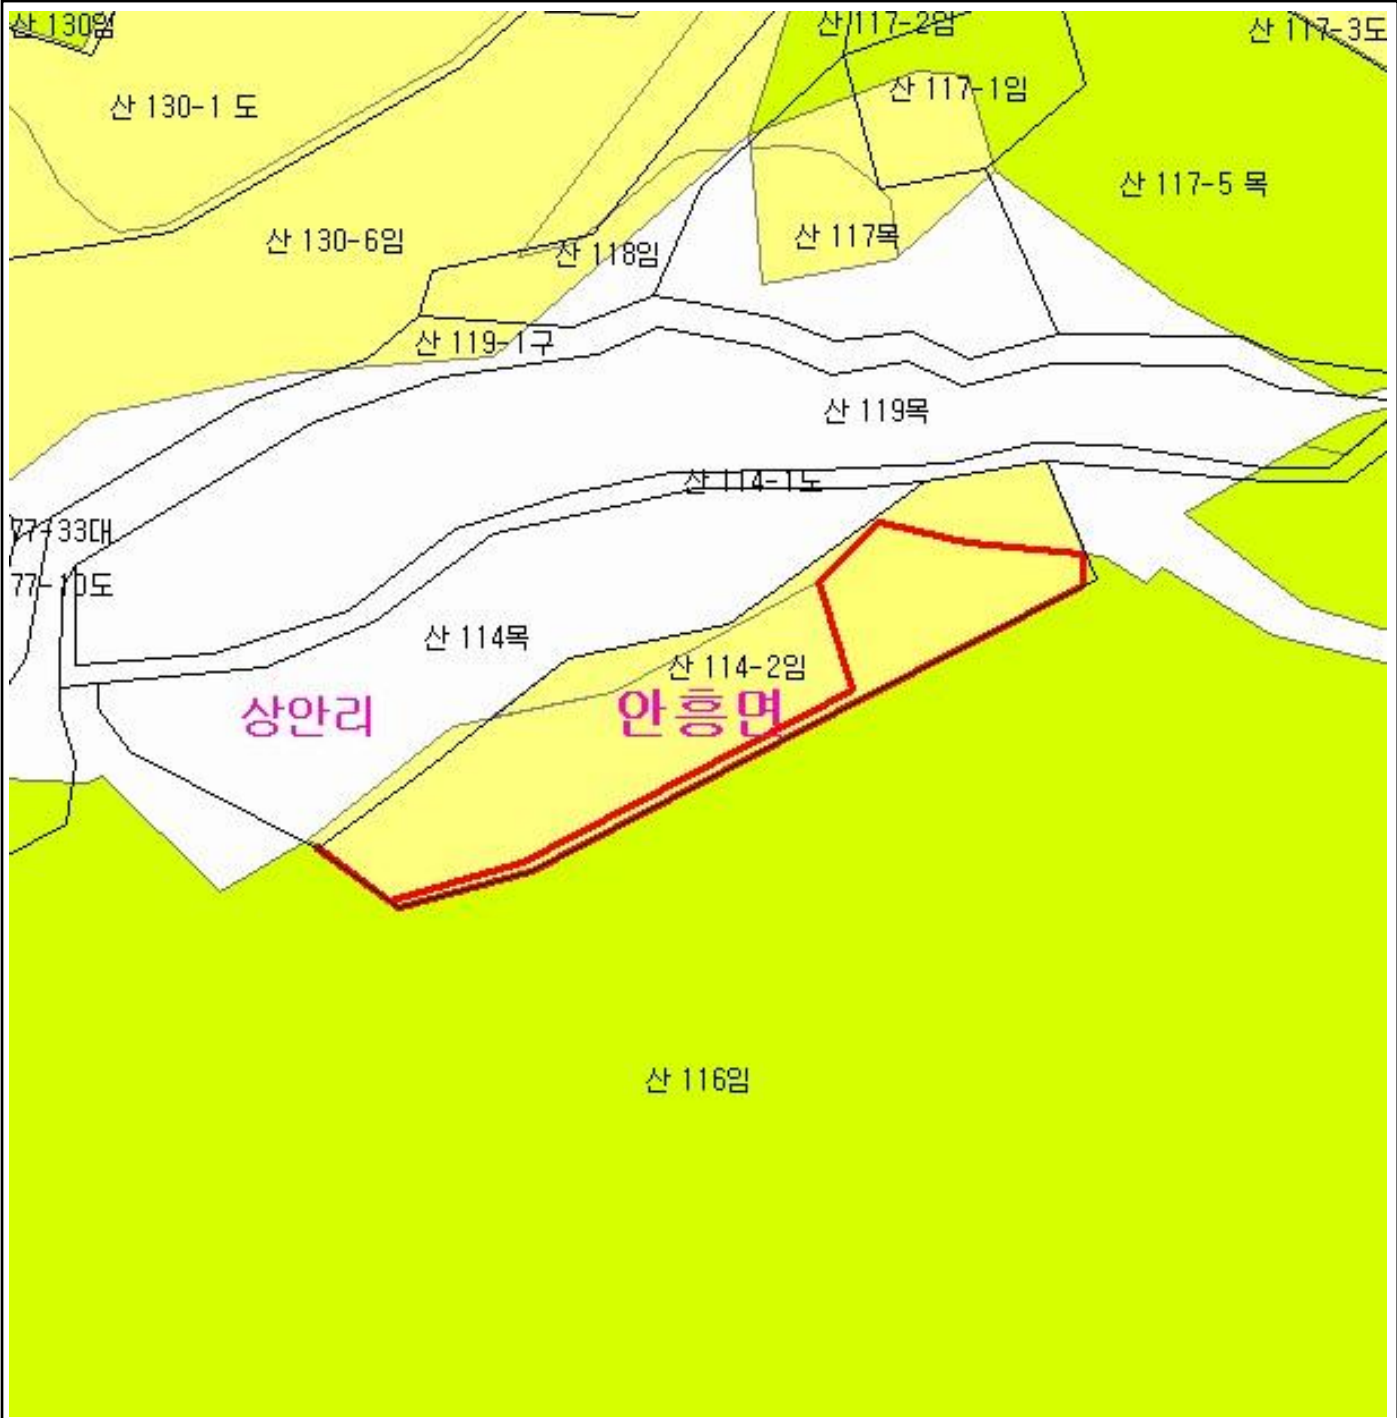 산 130임
산 117-2임
산 117-3도
산 130-1 도
산 117-1임
산 117-5 목
산 130-6임
산 118임
산 117목
산 119-1구
산 119목
산 114-1도
77-33대
77-10도
산 114목
산 114-2임
상안리
안흥면
산 116임